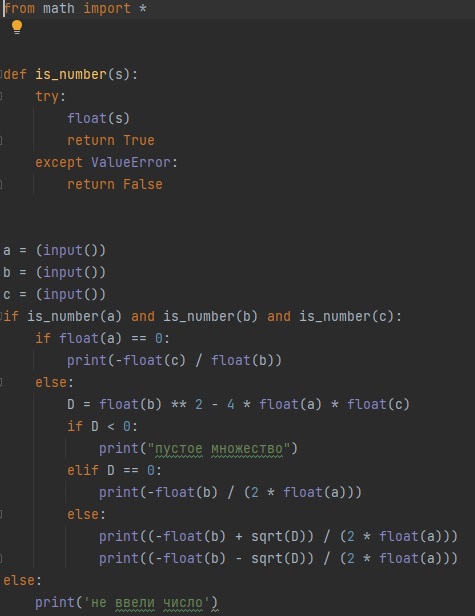 from math import *
def is_number(s):
    try:
        float(s)
        return True
    except ValueError:
        return False
a = (input())
b = (input())
c = (input())
if is_number(a) and is_number(b) and is_number(c):
    if float(a) == 0:
        print(-float(c) / float(b))
    else:
        D = float(b) ** 2 - 4 * float(a) * float(c)
        if D < 0:
            print("пустое множество")
        elif D == 0:
            print(-float(b) / (2 * float(a)))
        else:
            print((-float(b) + sqrt(D)) / (2 * float(a)))
            print((-float(b) - sqrt(D)) / (2 * float(a)))
else:
    print('не ввели число')